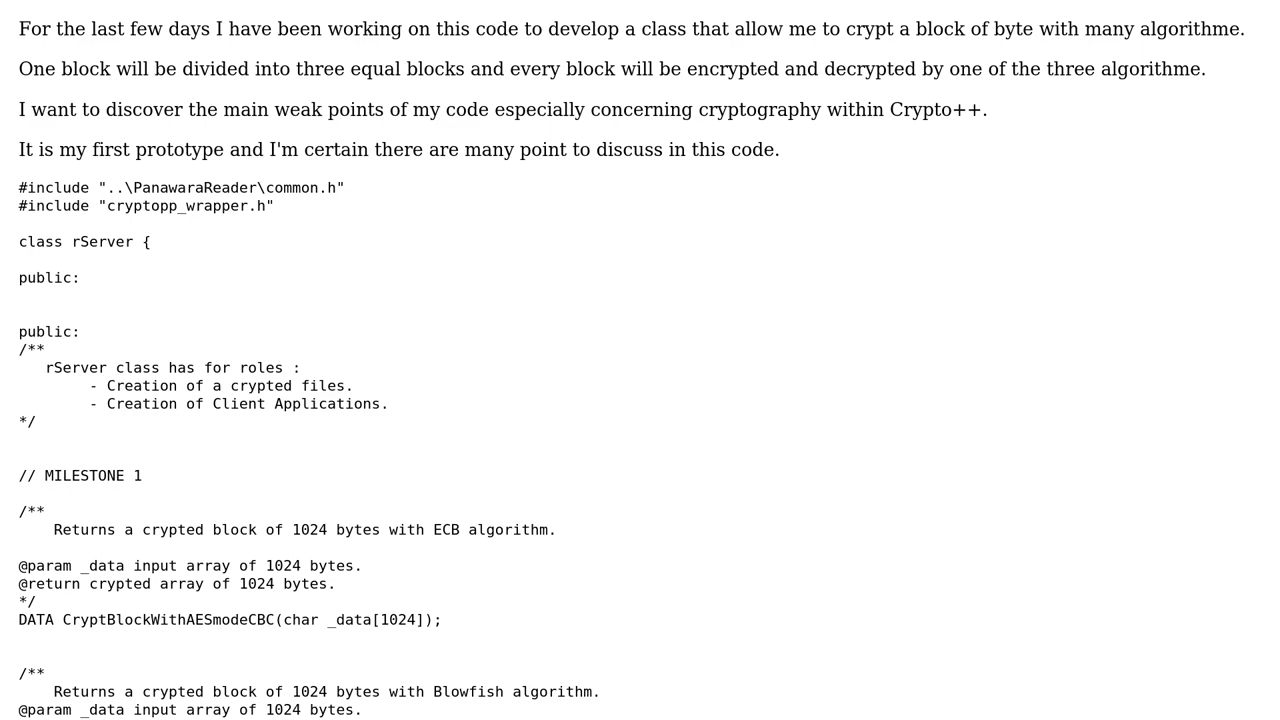 For the last few days I have been working on this code to develop a class that allow me to crypt a block of byte with many algorithme.
One block will be divided into three equal blocks and every block will be encrypted and decrypted by one of the three algorithme.
I want to discover the main weak points of my code especially concerning cryptography within Crypto++.
It is my first prototype and I'm certain there are many point to discuss in this code.
#include "..\PanawaraReader\common.h"
#include "cryptopp_wrapper.h"
class rServer {
public:
public:
/**
rServer class has for roles :
- Creation of a crypted files.
- Creation of Client Applications.
*/
// MILESTONE 1
/**
Returns a crypted block of 1024 bytes with ECB algorithm.
@param _data input array of 1024 bytes.
@return crypted array of 1024 bytes.
*/
DATA CryptBlockWithAESmodeCBC(char _data[1024]);
/**
Returns a crypted block of 1024 bytes with Blowfish algorithm.
@param _data input array of 1024 bytes.